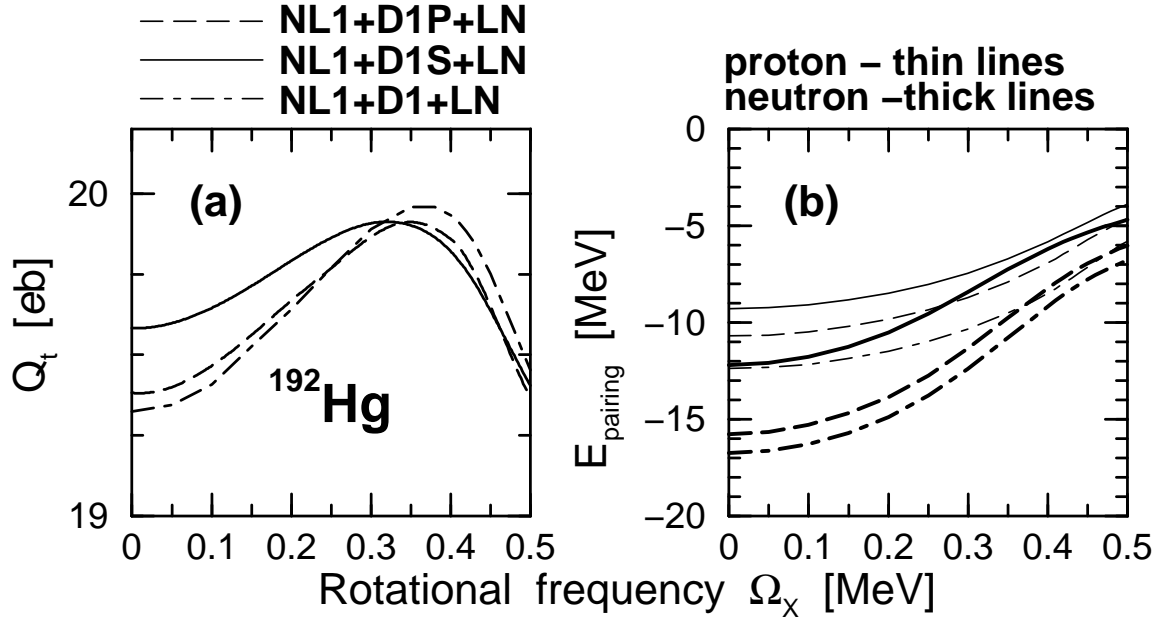 NL1+D1P+LN
NL1+D1S+LN
NL1+D1+LN
proton – thin lines
neutron –thick lines
(a)
20
19
Q_t [eb]
192Hg
0 0.1 0.2 0.3 0.4 0.5
(b)
0
−5
−10
−15
−20
E_pairing [MeV]
0 0.1 0.2 0.3 0.4 0.5
Rotational frequency Ω_X [MeV]